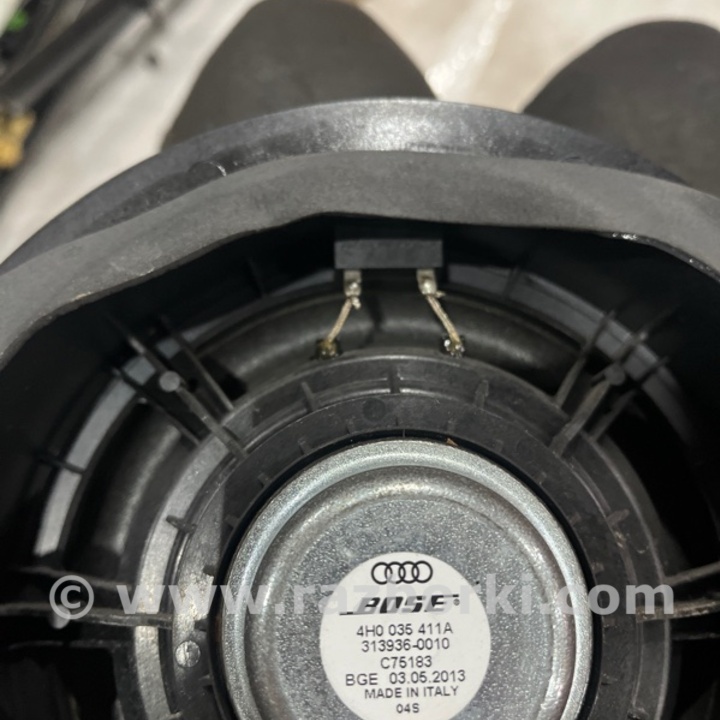 BOSE
4H0 035 411A
313936-0010
C75183
BGE 03.05.2013
MADE IN ITALY
04S
© www.razborki.com